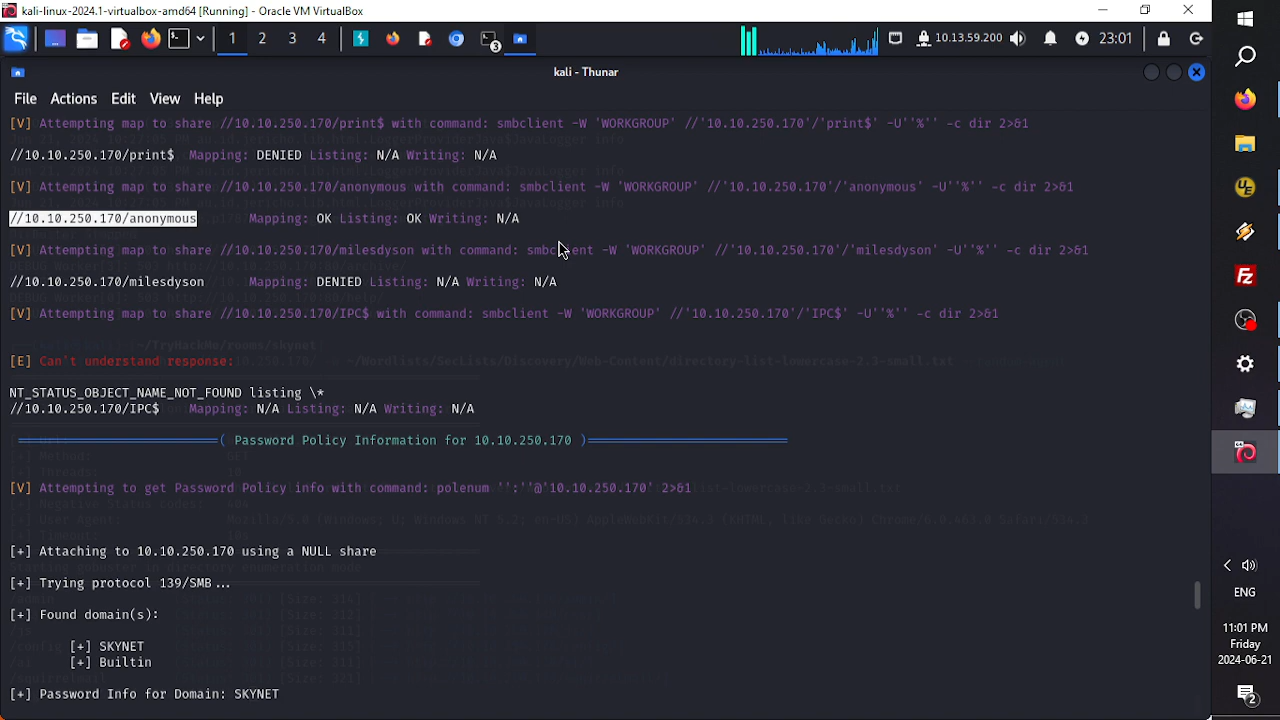 kali-linux-2024.1-virtualbox-amd64 [Running] - Oracle VM VirtualBox
1 2 3 4 3 10.13.59.200 23:01
kali - Thunar
File Actions Edit View Help
[V] Attempting map to share //10.10.250.170/print$ with command: smbclient -W 'WORKGROUP' //'10.10.250.170'/'print$' -U''%'' -c dir 2>&1
//10.10.250.170/print$ Mapping: DENIED Listing: N/A Writing: N/A
[V] Attempting map to share //10.10.250.170/anonymous with command: smbclient -W 'WORKGROUP' //'10.10.250.170'/'anonymous' -U''%'' -c dir 2>&1
//10.10.250.170/anonymous Mapping: OK Listing: OK Writing: N/A
[V] Attempting map to share //10.10.250.170/milesdyson with command: smbclient -W 'WORKGROUP' //'10.10.250.170'/'milesdyson' -U''%'' -c dir 2>&1
//10.10.250.170/milesdyson Mapping: DENIED Listing: N/A Writing: N/A
[V] Attempting map to share //10.10.250.170/IPC$ with command: smbclient -W 'WORKGROUP' //'10.10.250.170'/'IPC$' -U''%'' -c dir 2>&1
[E] Can't understand response:
NT_STATUS_OBJECT_NAME_NOT_FOUND listing \*
//10.10.250.170/IPC$ Mapping: N/A Listing: N/A Writing: N/A
( Password Policy Information for 10.10.250.170 )
[V] Attempting to get Password Policy info with command: polenum '':''@'10.10.250.170' 2>&1
[+] Attaching to 10.10.250.170 using a NULL share
[+] Trying protocol 139/SMB...
[+] Found domain(s):
[+] SKYNET
[+] Builtin
[+] Password Info for Domain: SKYNET
ENG
11:01 PM
Friday
2024-06-21
2